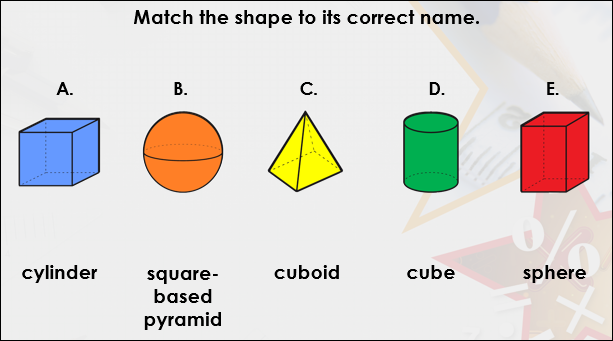 Match the shape to its correct name.
A. B. C. D. E.
cylinder square- cuboid cube sphere
based
pyramid